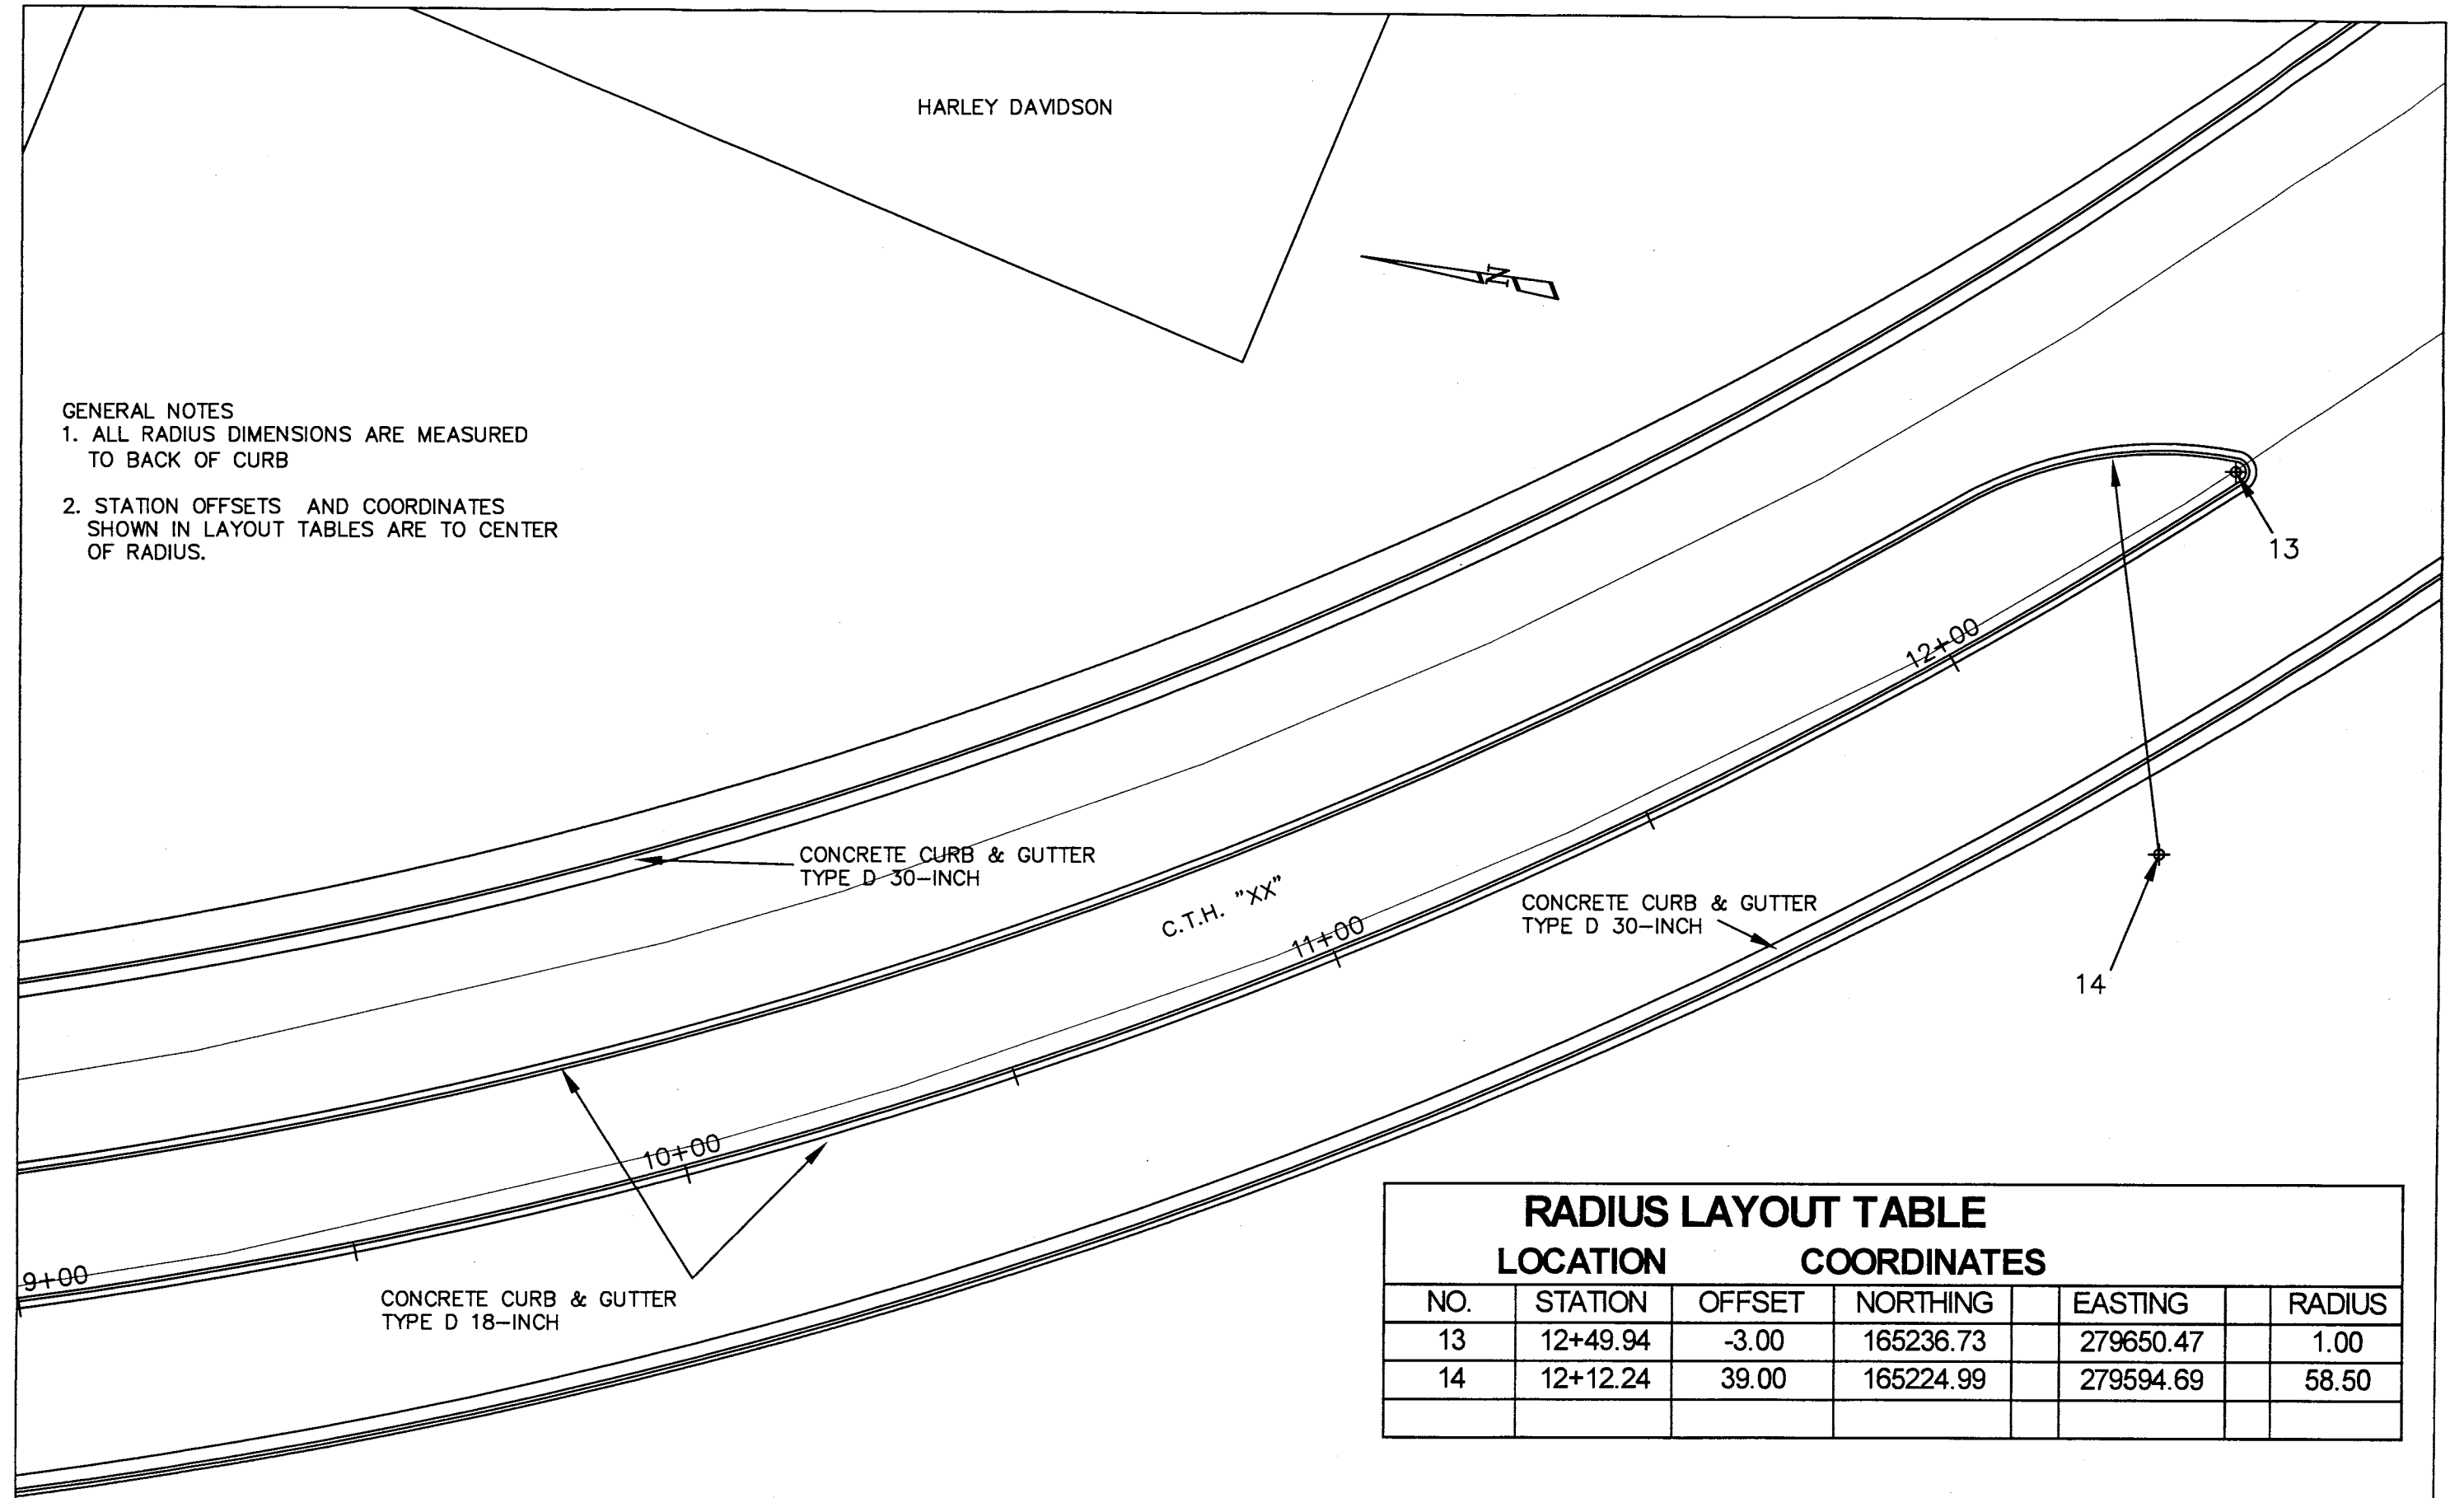 HARLEY DAVIDSON
N
GENERAL NOTES
1. ALL RADIUS DIMENSIONS ARE MEASURED
TO BACK OF CURB
2. STATION OFFSETS AND COORDINATES
SHOWN IN LAYOUT TABLES ARE TO CENTER
OF RADIUS.
13
12+00
CONCRETE CURB & GUTTER
TYPE D 30-INCH
C.T.H. "XX"
11+00
CONCRETE CURB & GUTTER
TYPE D 30-INCH
14
10+00
9+00
CONCRETE CURB & GUTTER
TYPE D 18-INCH
RADIUS LAYOUT TABLE
LOCATION COORDINATES
NO. STATION OFFSET NORTHING EASTING RADIUS
13 12+49.94 -3.00 165236.73 279650.47 1.00
14 12+12.24 39.00 165224.99 279594.69 58.50